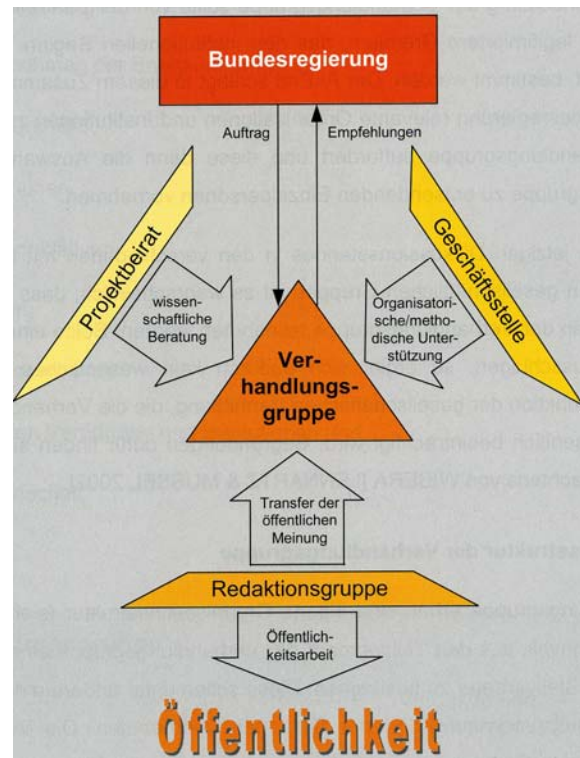 Bundesregierung
Auftrag
Empfehlungen
Projektbeirat
Geschäftsstelle
wissen-
schaftliche
Beratung
Organisatori-
sche/metho-
dische Unter-
stützung
Ver-
handlungs-
gruppe
Transfer der
öffentlichen
Meinung
Redaktionsgruppe
Öffentlich-
keitsarbeit
Öffentlichkeit